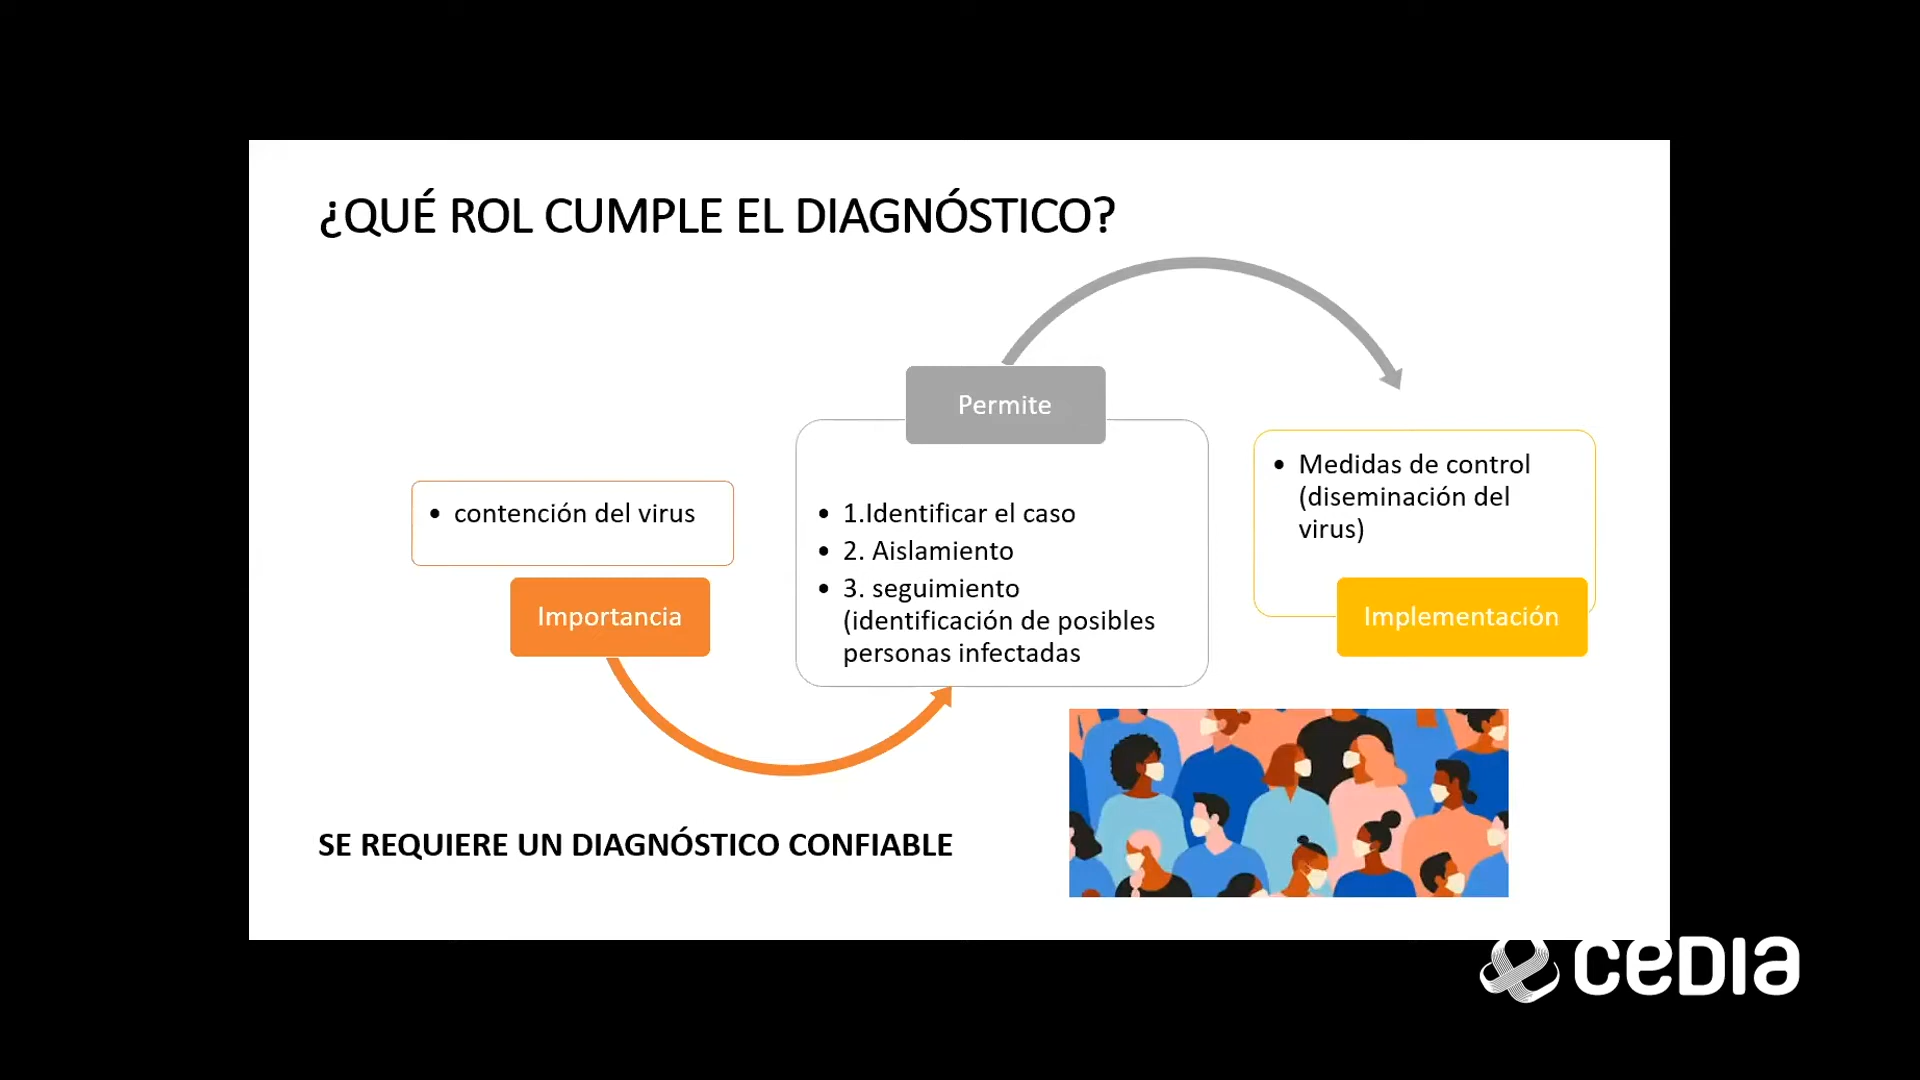 ¿QUÉ ROL CUMPLE EL DIAGNÓSTICO?
• contención del virus
Importancia
Permite
• 1.Identificar el caso
• 2. Aislamiento
• 3. seguimiento
(identificación de posibles
personas infectadas
• Medidas de control
(diseminación del
virus)
Implementación
SE REQUIERE UN DIAGNÓSTICO CONFIABLE
CEDIA